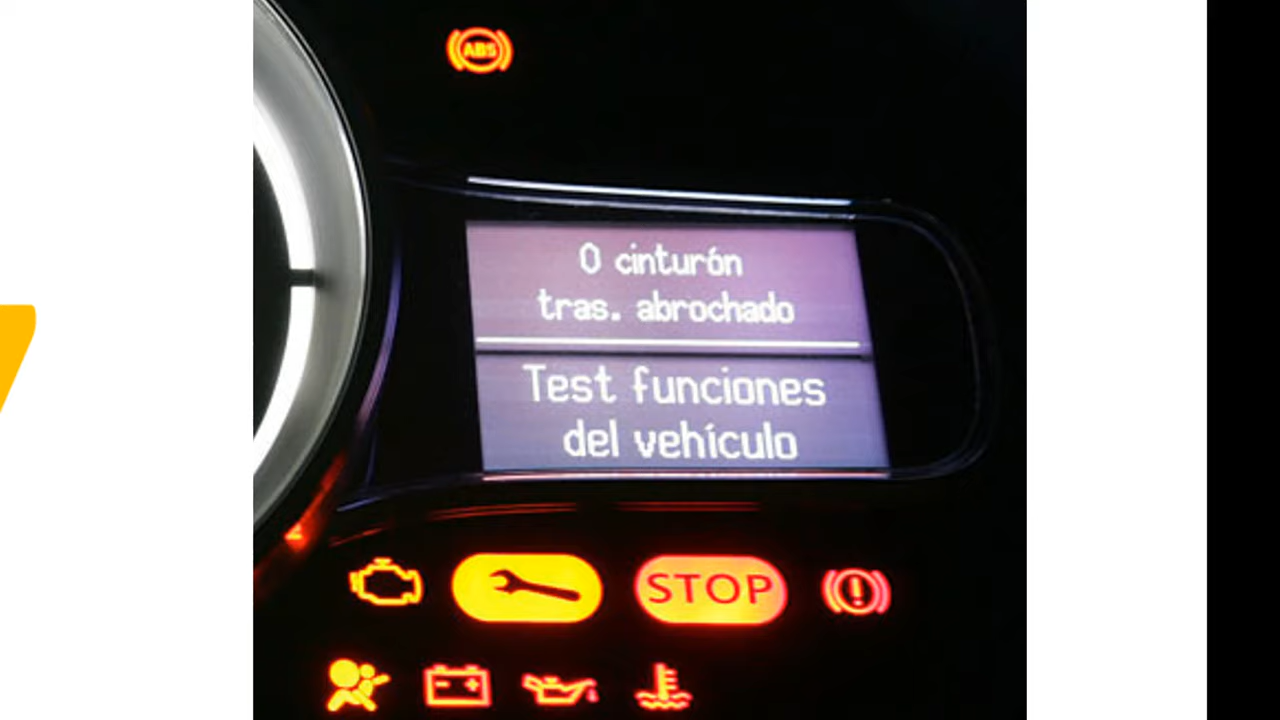 ABS
0 cinturón
tras. abrochado
Test funciones
del vehículo
STOP